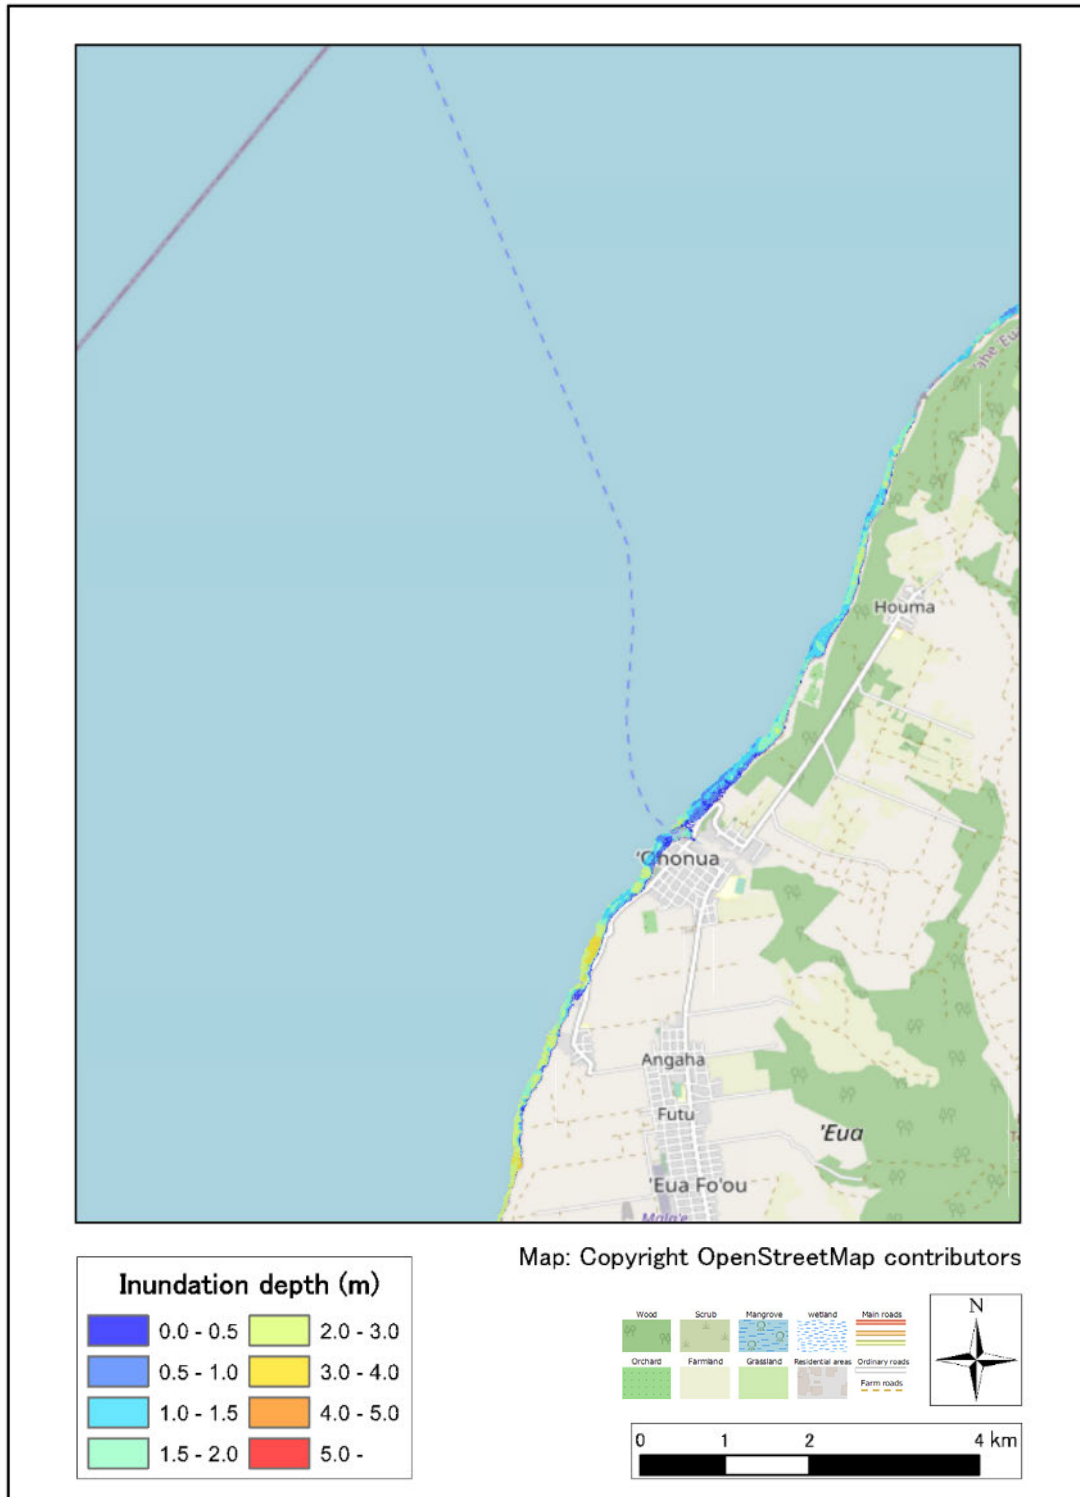 'ahe 'Eu
Houma
'Ohonua
Angaha
Futu
'Eua
'Eua Fo'ou
Mala'e
Map: Copyright OpenStreetMap contributors
Inundation depth (m)
0.0 - 0.5
2.0 - 3.0
0.5 - 1.0
3.0 - 4.0
1.0 - 1.5
4.0 - 5.0
1.5 - 2.0
5.0 -
Wood Scrub Mangrove wetland Main roads
Orchard Farmland Grassland Residential areas Ordinary roads
Farm roads
N
0 1 2 4 km